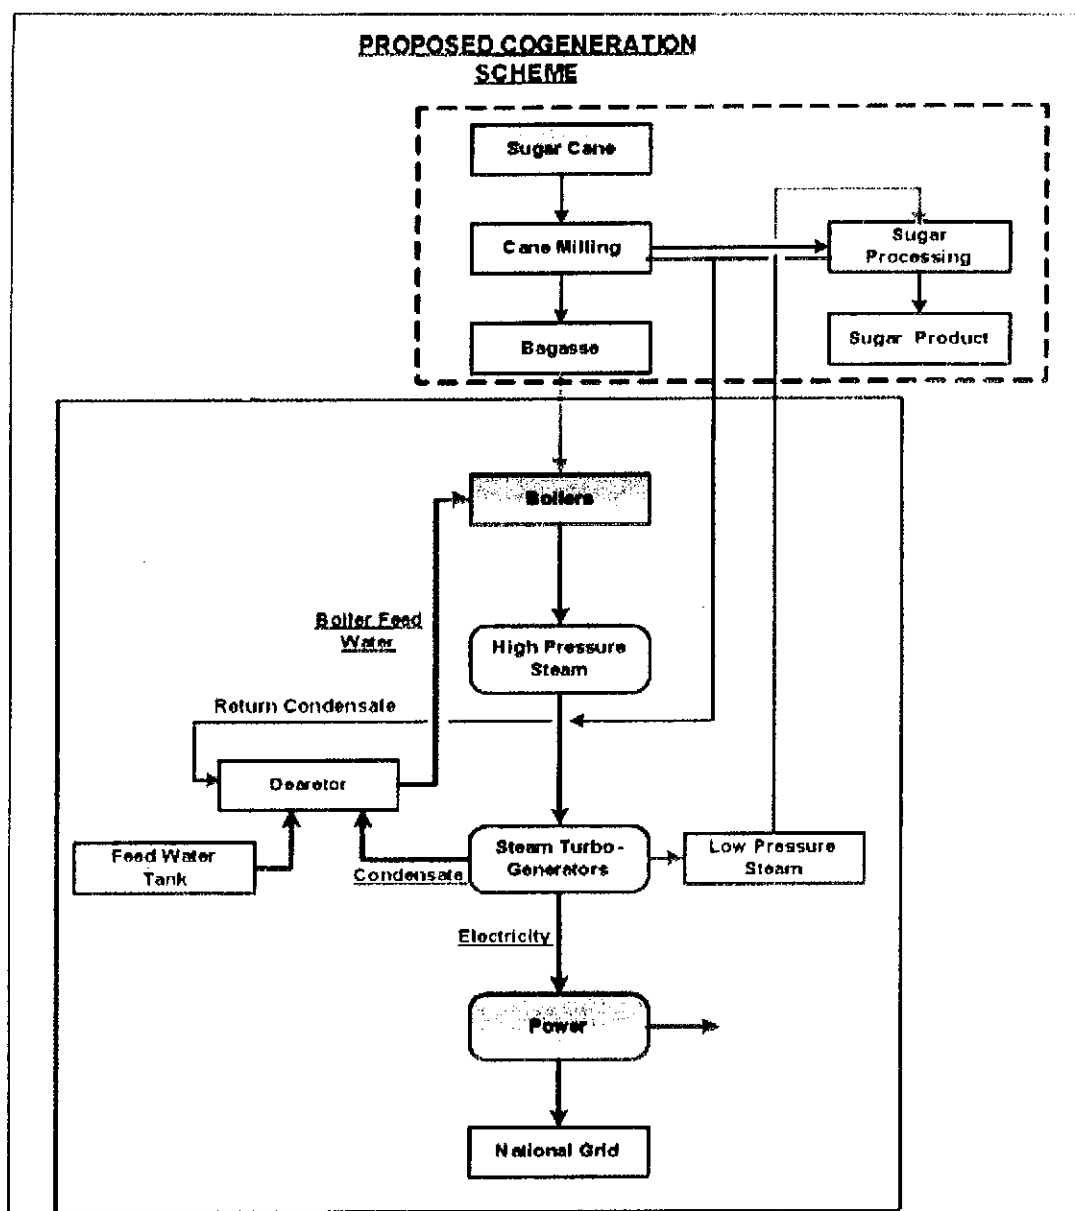 PROPOSED COGENERATION
SCHEME
Sugar Cane
Cane Milling
Sugar
Processing
Bagasse
Sugar Product
Boilers
Boiler Feed
Water
High Pressure
Steam
Return Condensate
Dearetor
Feed Water
Tank
Condensate
Steam Turbo-
Generators
Low Pressure
Steam
Electricity
Power
National Grid